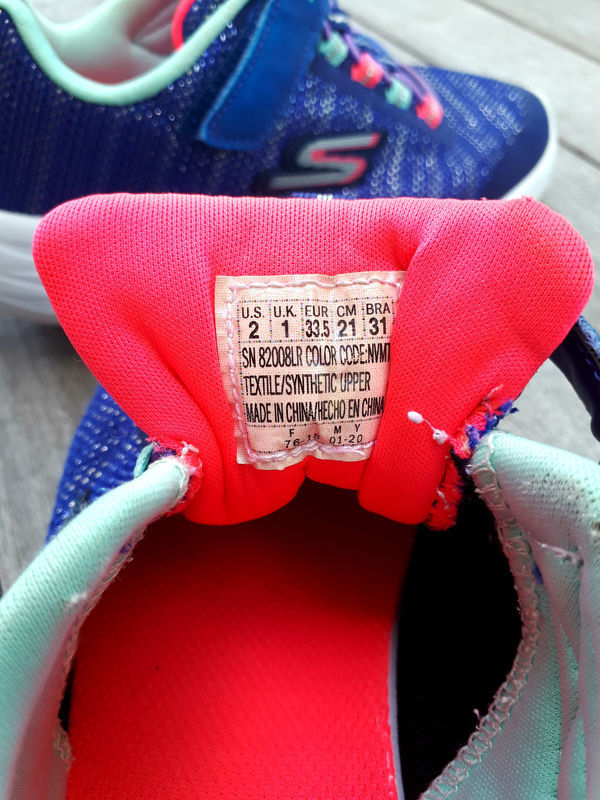 S
U.S. U.K. EUR CM BRA
2 1 33.5 21 31
SN 82008LR COLOR CODE:NVMT
TEXTILE/SYNTHETIC UPPER
MADE IN CHINA/HECHO EN CHINA
F M Y
76-18 01-20